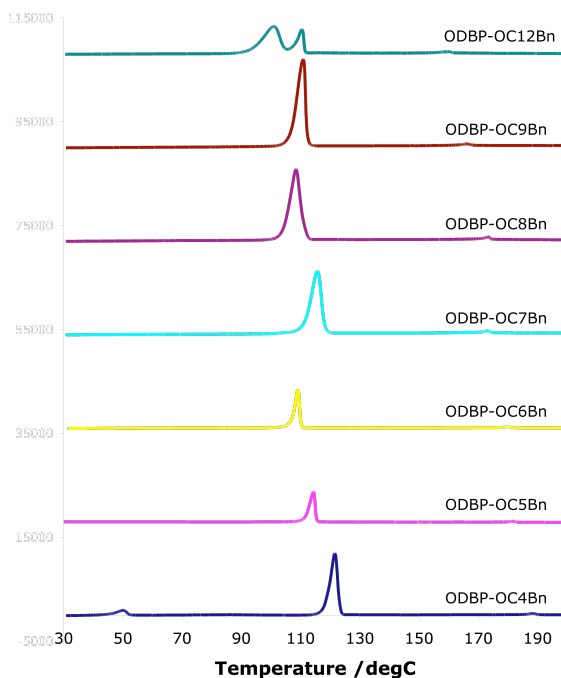 115000
ODBP-OC12Bn
95000
ODBP-OC9Bn
75000
ODBP-OC8Bn
55000
ODBP-OC7Bn
35000
ODBP-OC6Bn
15000
ODBP-OC5Bn
ODBP-OC4Bn
-5000
30 50 70 90 110 130 150 170 190
Temperature /degC